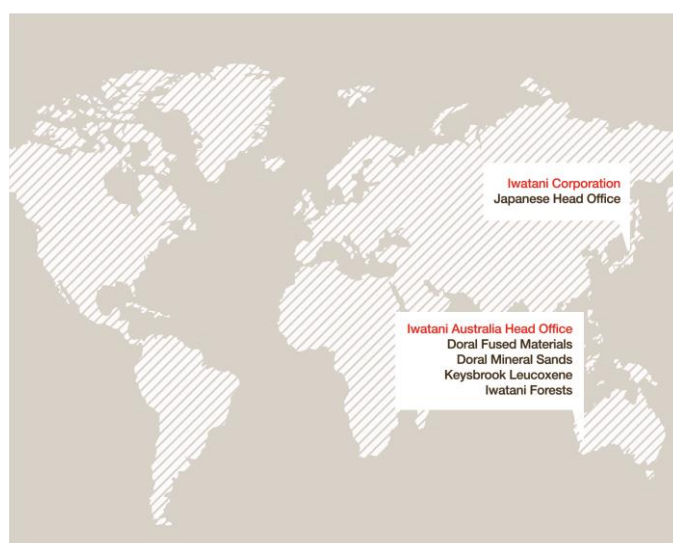 Iwatani Corporation
Japanese Head Office
Iwatani Australia Head Office
Doral Fused Materials
Doral Mineral Sands
Keysbrook Leucoxene
Iwatani Forests